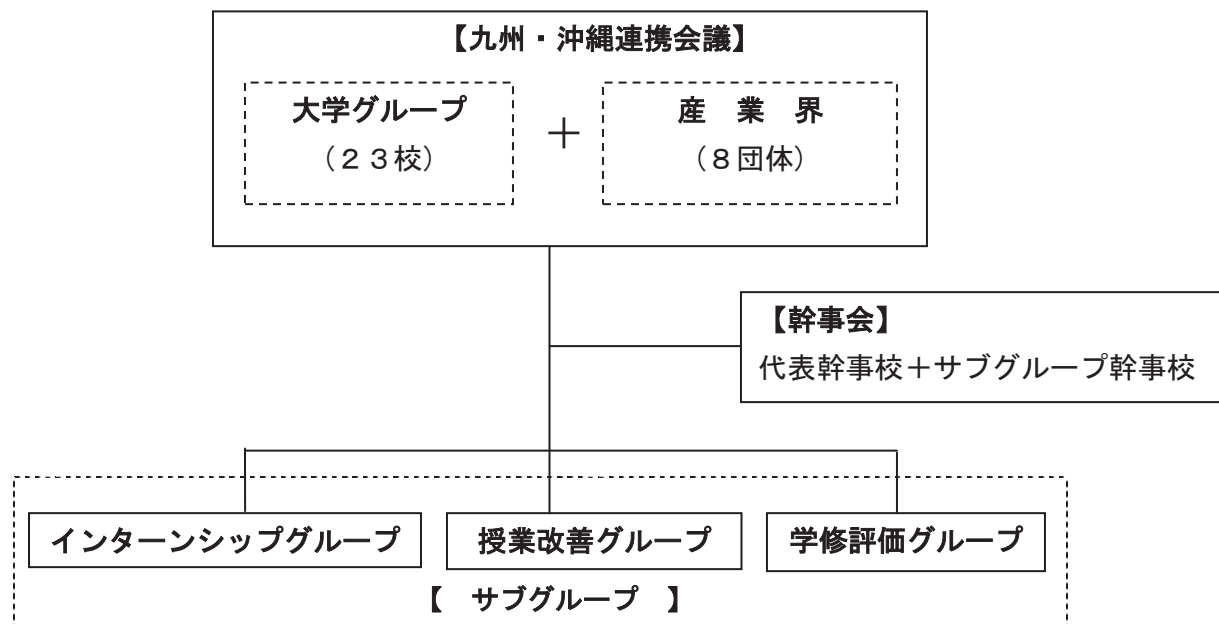 【九州・沖縄連携会議】
大学グループ
（２３校）
＋
産　業　界
（８団体）
【幹事会】
代表幹事校＋サブグループ幹事校
インターンシップグループ
授業改善グループ
学修評価グループ
【　サブグループ　】